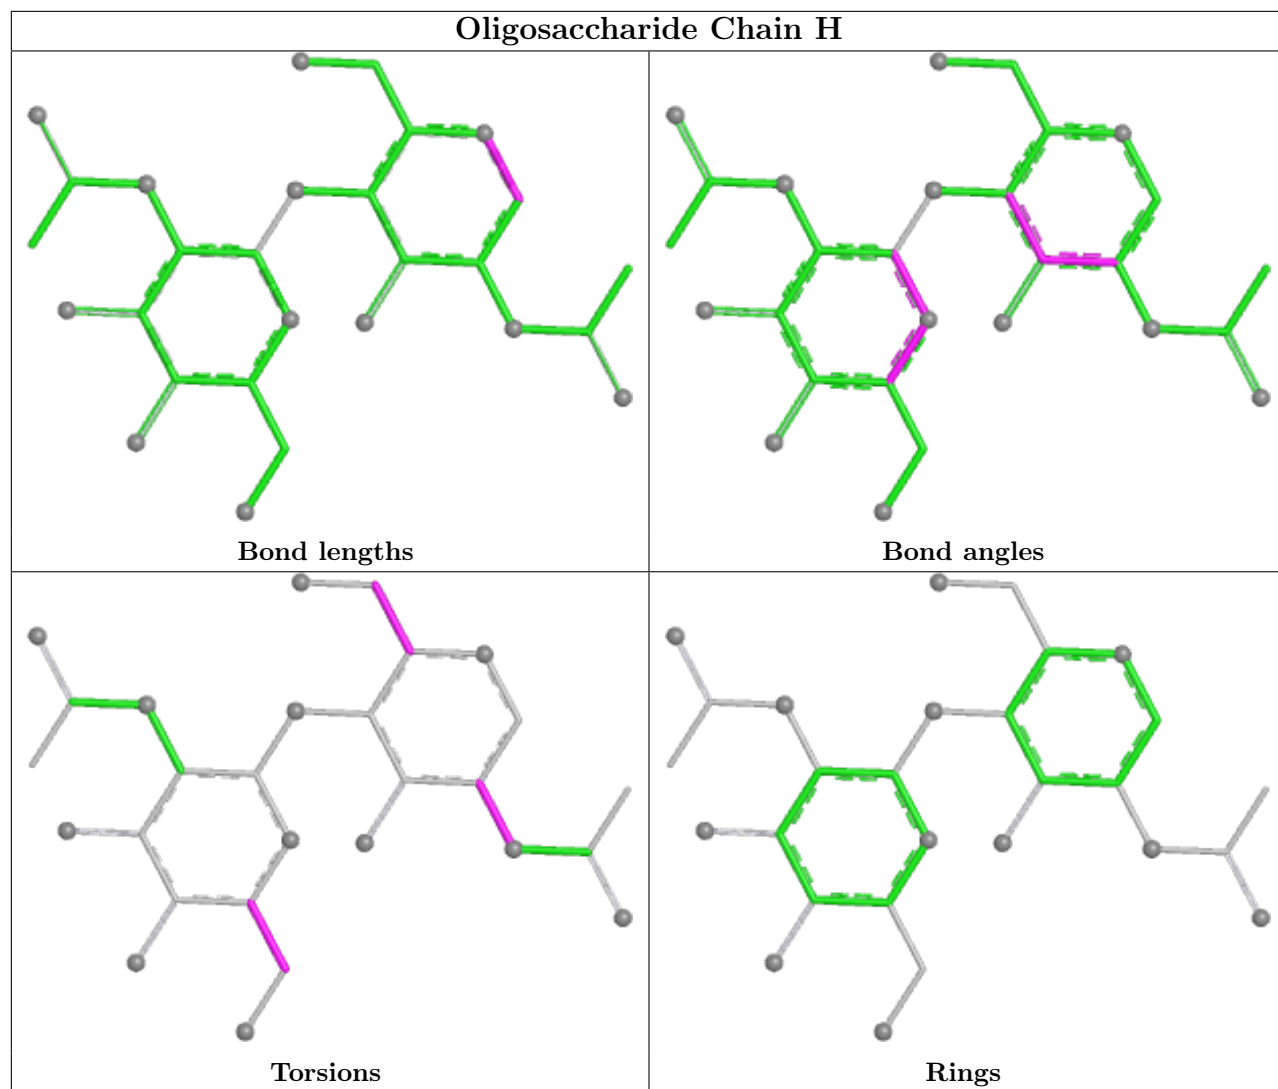 Oligosaccharide Chain H
Bond lengths
Bond angles
Torsions
Rings